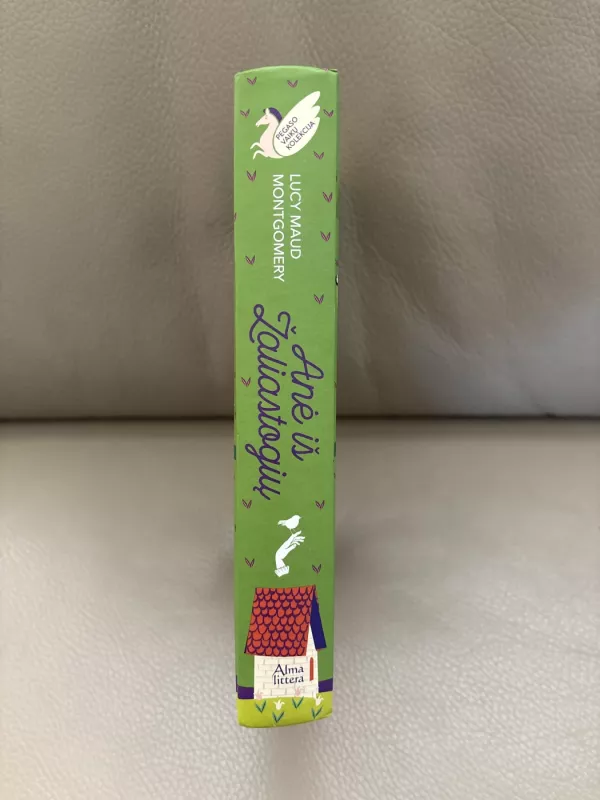 PEGASO
VAIKŲ
KOLEKCIJA
LUCY MAUD
MONTGOMERY
Anė iš
Žaliastogių
Alma
littera